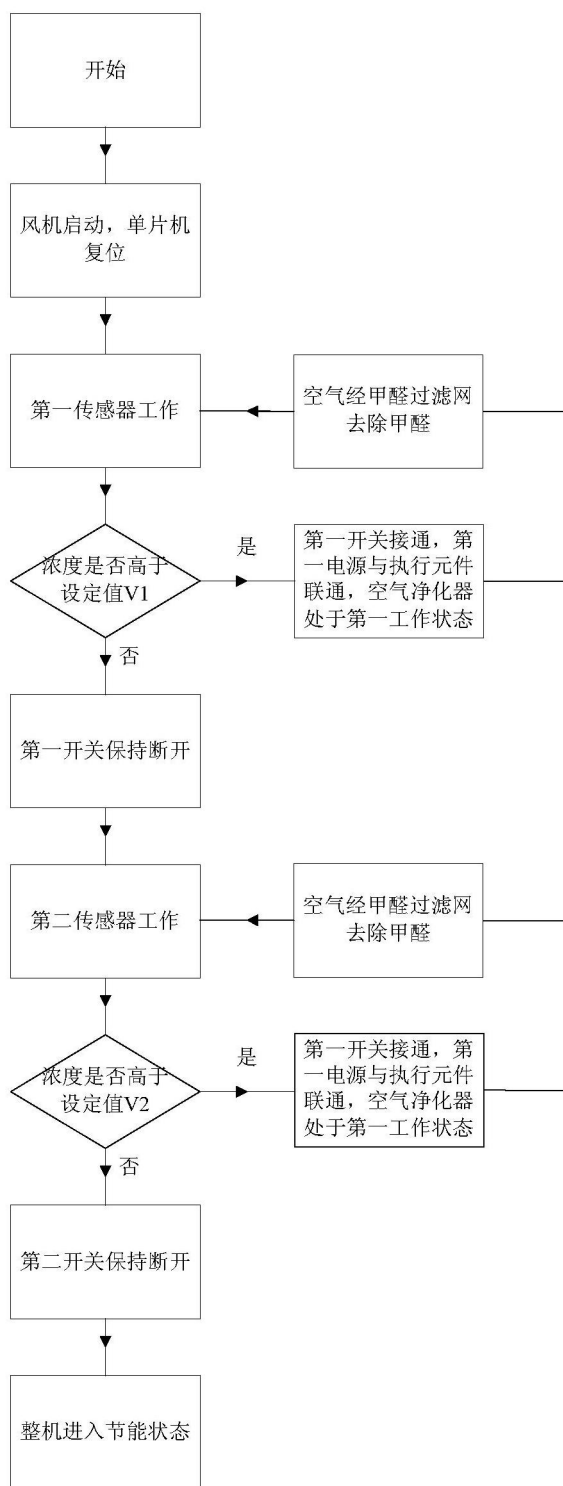 开始
风机启动，单片机
复位
第一传感器工作
空气经甲醛过滤网
去除甲醛
浓度是否高于
设定值V1
是
第一开关接通，第
一电源与执行元件
联通，空气净化器
处于第一工作状态
否
第一开关保持断开
第二传感器工作
空气经甲醛过滤网
去除甲醛
浓度是否高于
设定值V2
是
第一开关接通，第
一电源与执行元件
联通，空气净化器
处于第一工作状态
否
第二开关保持断开
整机进入节能状态